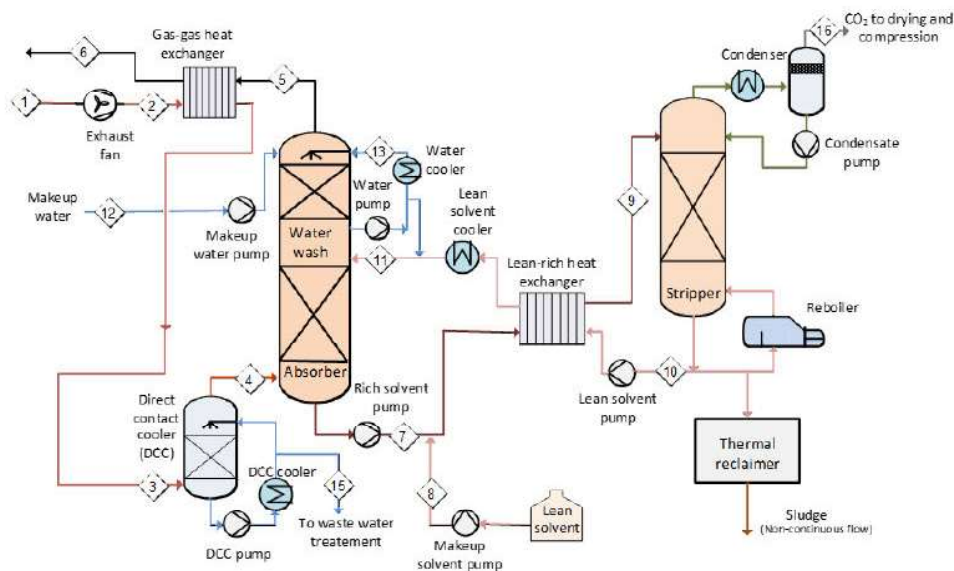 16
CO₂ to drying and
compression
Gas-gas heat
exchanger
6
5
Condenser
1
2
Exhaust
fan
13
Water
cooler
Condensate
pump
Makeup
water
12
Makeup
water pump
Water
pump
Lean
solvent
cooler
9
Water
wash
11
Lean-rich heat
exchanger
Stripper
Reboiler
Absorber
4
Direct
contact
cooler
(DCC)
Rich solvent
pump
7
Lean solvent
pump
10
Thermal
reclaimer
3
DCC cooler
15
8
Lean
solvent
DCC pump
To waste water
treatement
Makeup
solvent pump
Sludge
(Non-continuous flow)